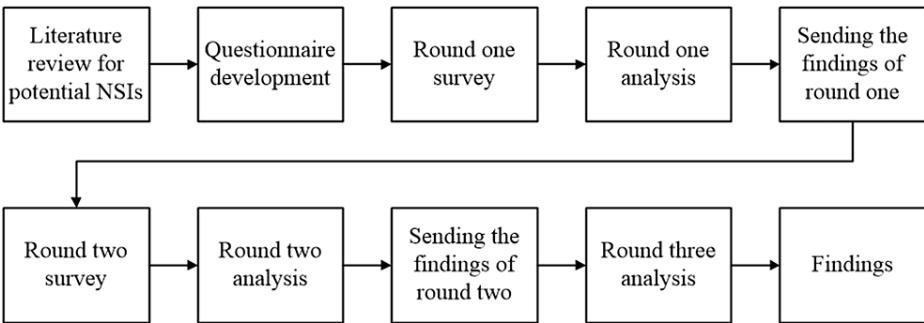 Literature
review for
potential NSIs
Questionnaire
development
Round one
survey
Round one
analysis
Sending the
findings of
round one
Round two
survey
Round two
analysis
Sending the
findings of
round two
Round three
analysis
Findings